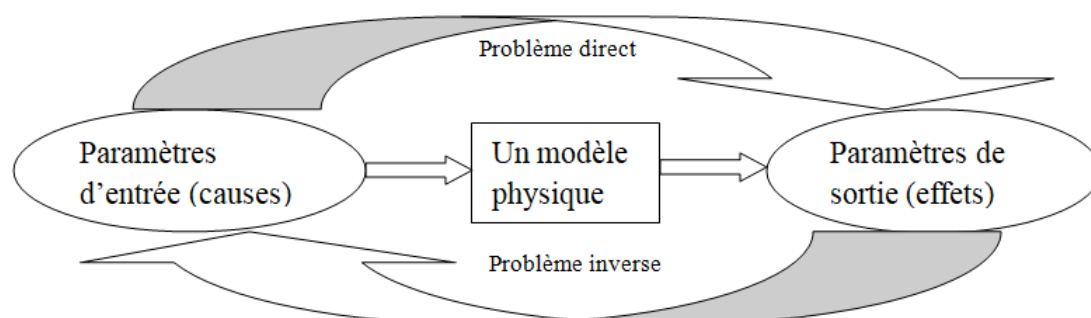 Problème direct
Paramètres
d’entrée (causes)
Un modèle
physique
Paramètres de
sortie (effets)
Problème inverse